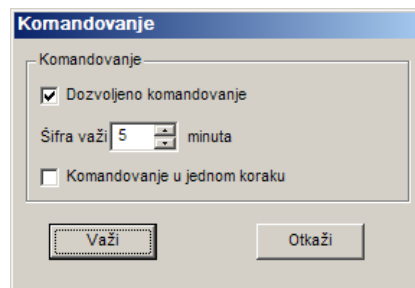 Komandovanje
Komandovanje
Dozvoljeno komandovanje
Šifra važi 5 minuta
Komandovanje u jednom koraku
Važi Otkaži